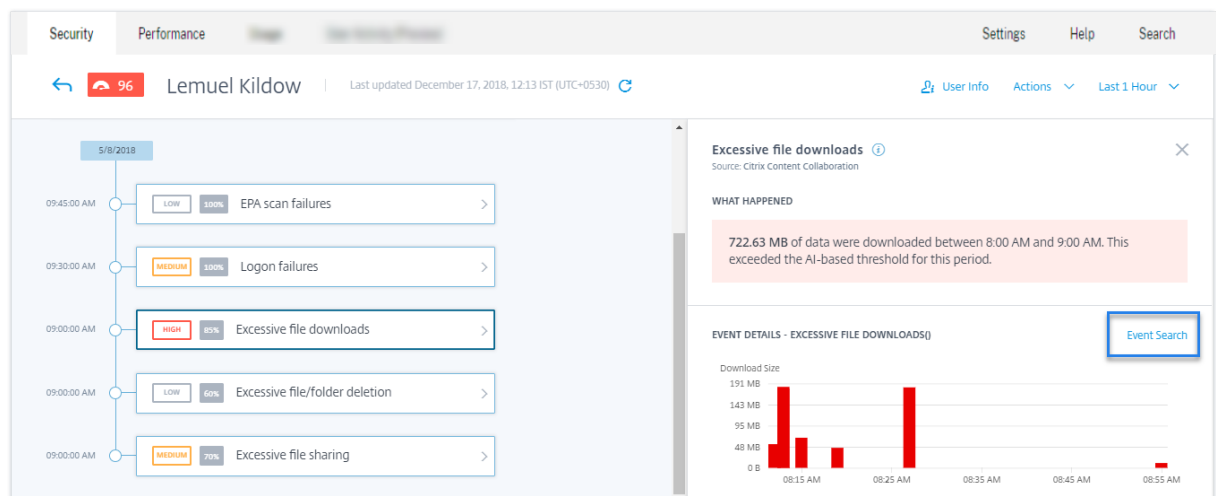 Security Performance Settings Help Search
96 Lemuel Kildow Last updated December 17, 2018, 12:13 IST (UTC+0530) User Info Actions Last 1 Hour
5/8/2018
09:45:00 AM LOW 100% EPA scan failures
09:30:00 AM MEDIUM 100% Logon failures
09:00:00 AM HIGH 85% Excessive file downloads
09:00:00 AM LOW 60% Excessive file/folder deletion
09:00:00 AM MEDIUM 70% Excessive file sharing
Excessive file downloads
Source: Citrix Content Collaboration
WHAT HAPPENED
722.63 MB of data were downloaded between 8:00 AM and 9:00 AM. This
exceeded the AI-based threshold for this period.
EVENT DETAILS - EXCESSIVE FILE DOWNLOADS() Event Search
Download Size
191 MB
143 MB
95 MB
48 MB
0 B
08:15 AM 08:25 AM 08:35 AM 08:45 AM 08:55 AM